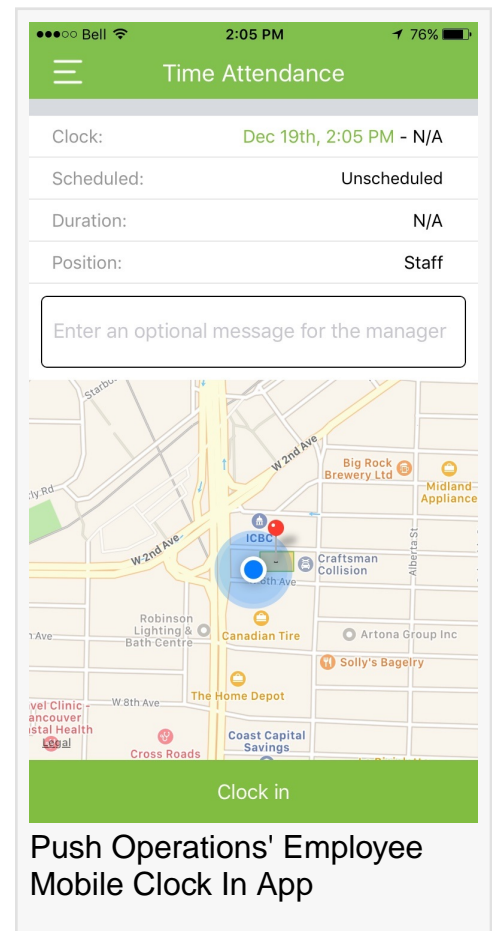 Bell 2:05 PM 76%
Time Attendance
Clock: Dec 19th, 2:05 PM - N/A
Scheduled: Unscheduled
Duration: N/A
Position: Staff
Enter an optional message for the manager
W 2nd Ave
Big Rock
Brewery Ltd
Midland
Appliance
ICBC
W 2nd Ave
Craftsman
Collision
Alberta St
Robinson
Lighting &
Bath Centre
Canadian Tire
Artona Group Inc
Solly's Bagelry
W 8th Ave
The Home Depot
Coast Capital
Savings
Legal
Cross Roads
Clock in
Push Operations' Employee
Mobile Clock In App